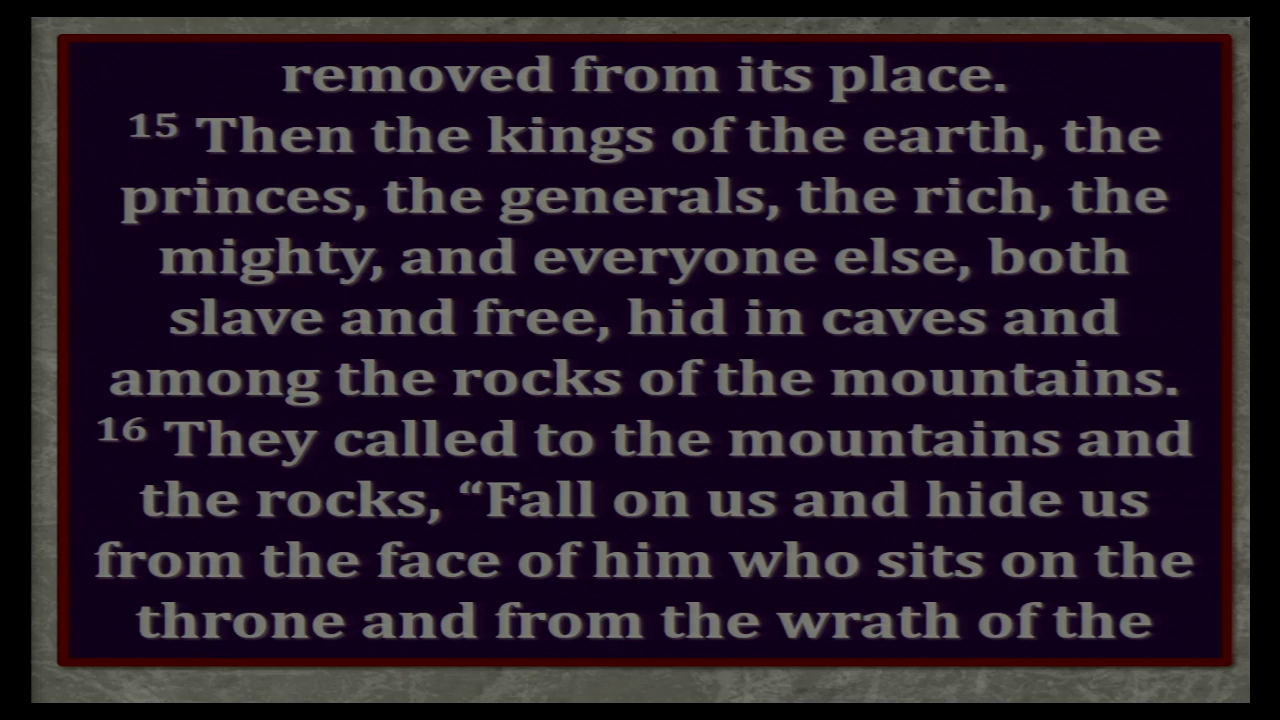 removed from its place.
15 Then the kings of the earth, the
princes, the generals, the rich, the
mighty, and everyone else, both
slave and free, hid in caves and
among the rocks of the mountains.
16 They called to the mountains and
the rocks, “Fall on us and hide us
from the face of him who sits on the
throne and from the wrath of the